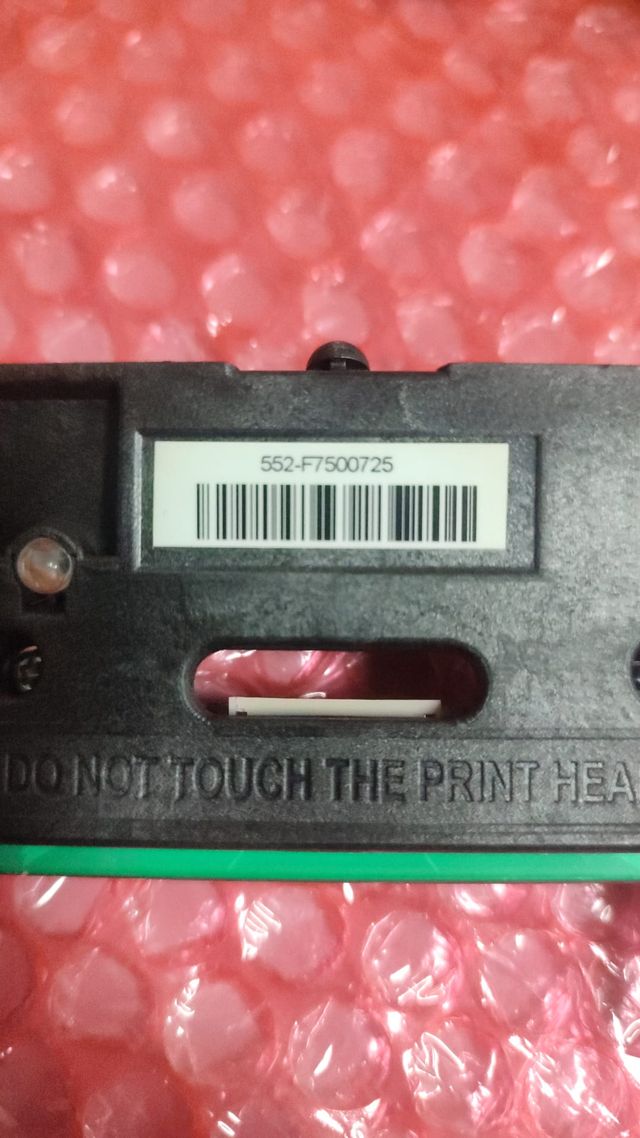 552-F7500725
DO NOT TOUCH THE PRINT HEA